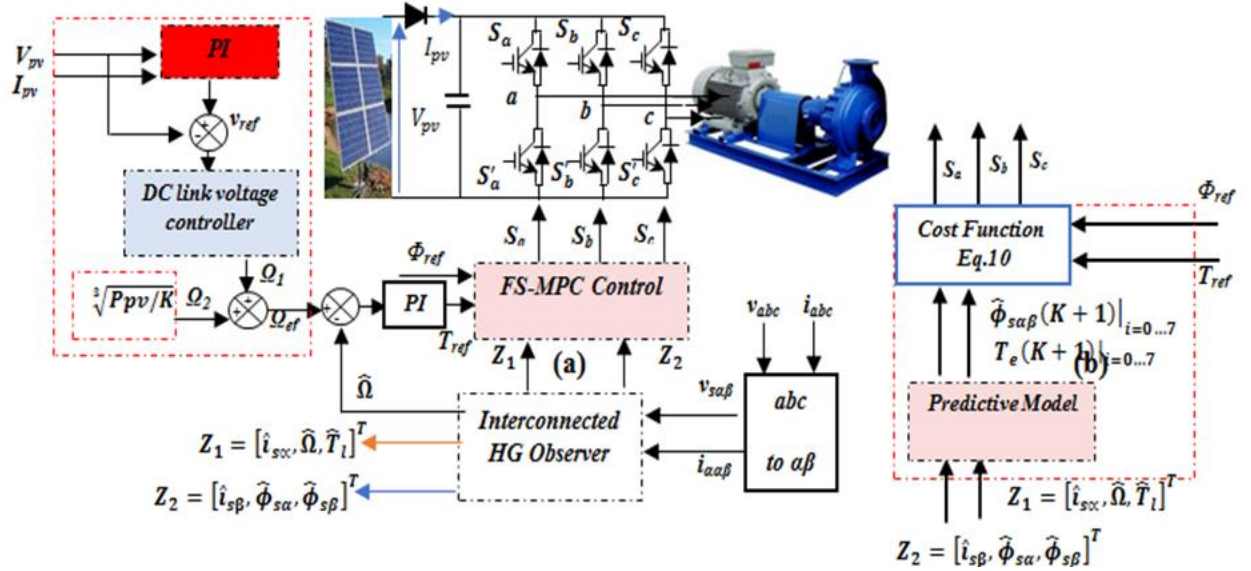 V_pv
I_pv
PI
v_ref
+
-
DC link voltage
controller
Ω_1
∛(Ppv/K)
Ω_2
+
+
Ω_ef
+
-
PI
Φ_ref
T_ref
Ω̂
I_pv
V_pv
S_a
S_b
S_c
a
b
c
S'_a
S'_b
S'_c
S_a
S_b
S_c
FS-MPC Control
Z_1
(a)
Z_2
Interconnected
HG Observer
v_sαβ
i_ααβ
v_abc
i_abc
abc
to αβ
Z_1 = [î_s∝, Ω̂, T̂_l]^T
Z_2 = [î_sβ, ϕ̂_sα, ϕ̂_sβ]^T
S_a
S_b
S_c
Φ_ref
Cost Function
Eq.10
T_ref
ϕ̂_sαβ(K + 1)|_i=0…7
T_e(K + 1)|_i=0…7
(b)
Predictive Model
Z_1 = [î_s∝, Ω̂, T̂_l]^T
Z_2 = [î_sβ, ϕ̂_sα, ϕ̂_sβ]^T